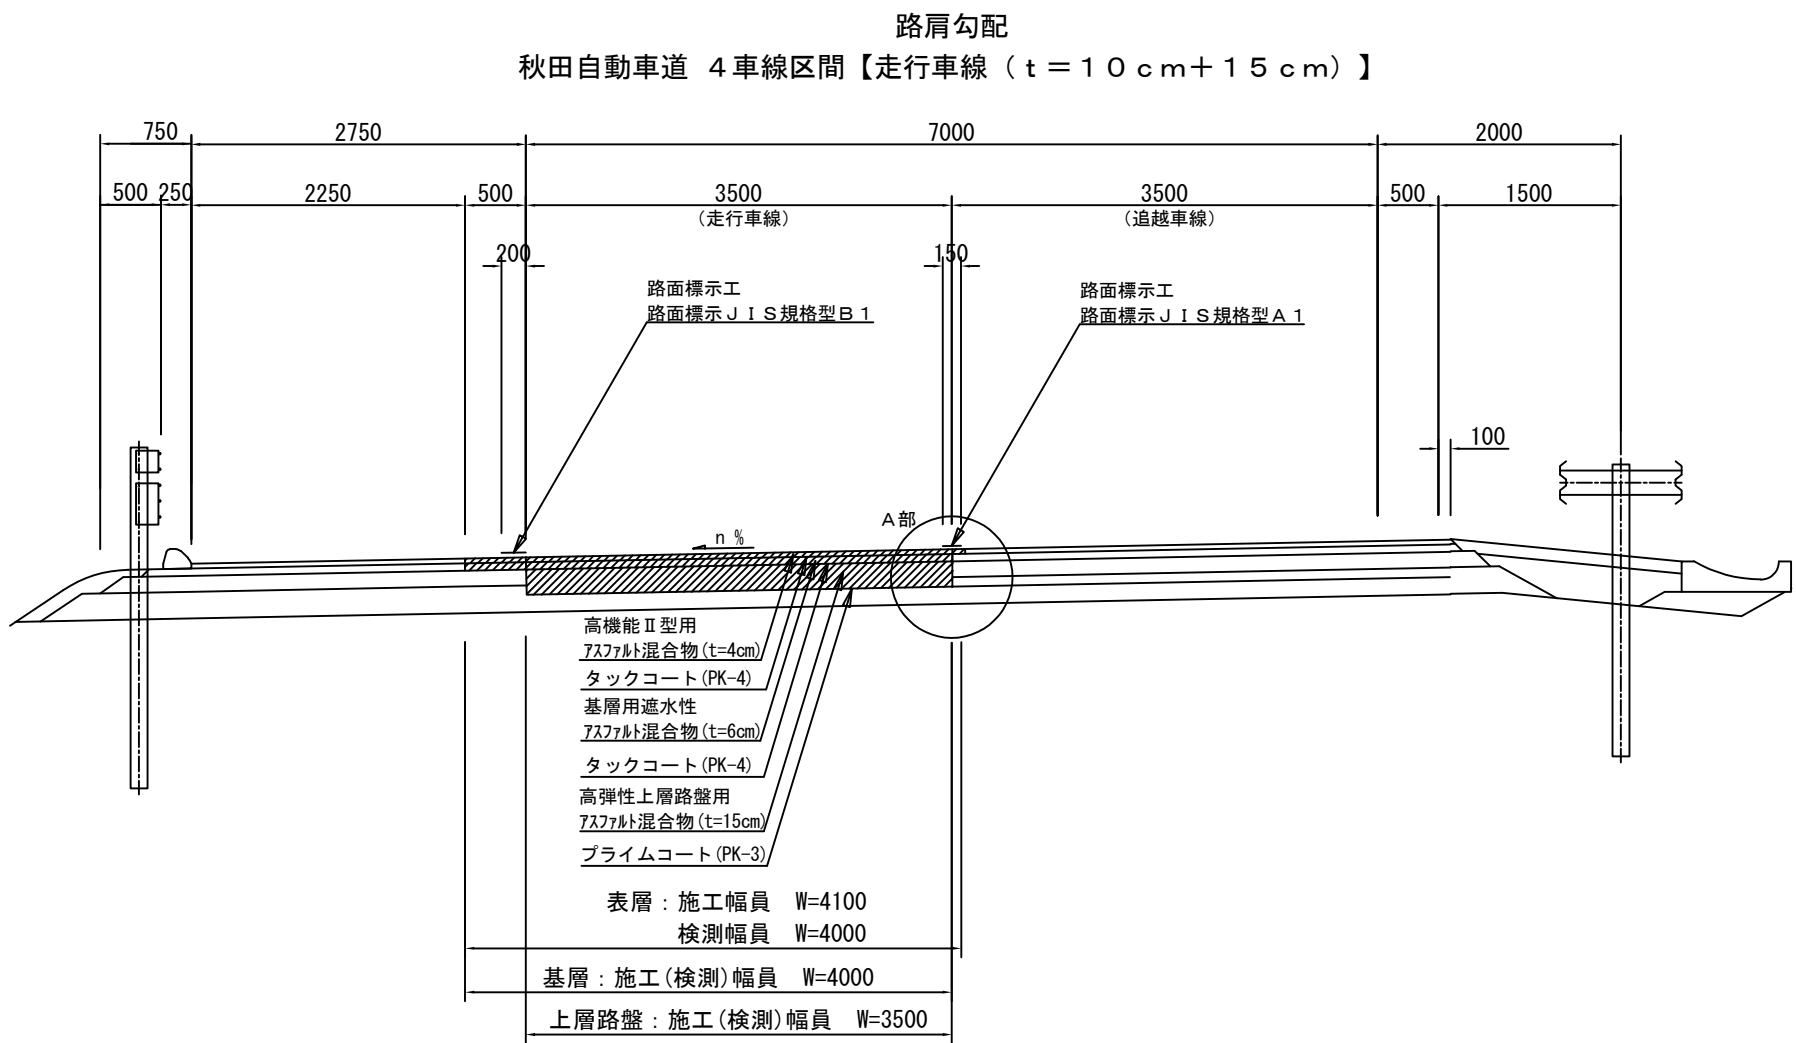 路肩勾配
秋田自動車道 4車線区間【走行車線(t=10cm+15cm)】
750 2750 7000 2000
500 250 2250 500 3500 3500 500 1500
(走行車線) (追越車線)
200 150
路面標示工
路面標示JIS規格型B1
路面標示工
路面標示JIS規格型A1
100
A部
n %
高機能Ⅱ型用
アスファルト混合物(t=4cm)
タックコート(PK-4)
基層用遮水性
アスファルト混合物(t=6cm)
タックコート(PK-4)
高弾性上層路盤用
アスファルト混合物(t=15cm)
プライムコート(PK-3)
表層:施工幅員 W=4100
検測幅員 W=4000
基層:施工(検測)幅員 W=4000
上層路盤:施工(検測)幅員 W=3500